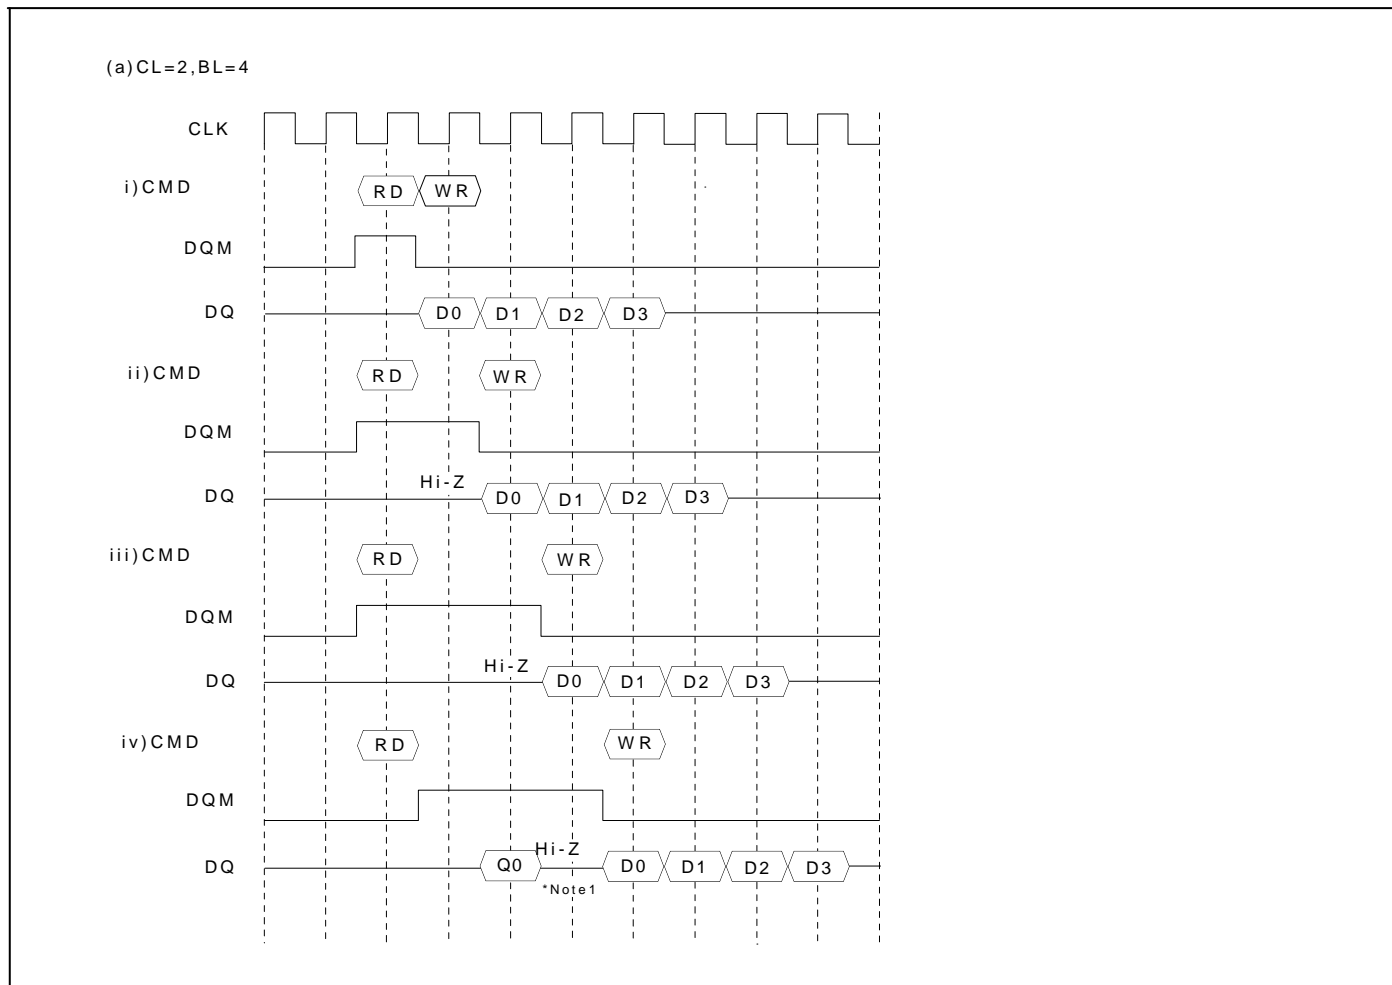 (a)CL=2,BL=4
CLK
i)CMD RD WR
DQM
DQ D0 D1 D2 D3
ii)CMD RD WR
DQM
Hi-Z
DQ D0 D1 D2 D3
iii)CMD RD WR
DQM
Hi-Z
DQ D0 D1 D2 D3
iv)CMD RD WR
DQM
Hi-Z
DQ Q0 D0 D1 D2 D3
*Note1